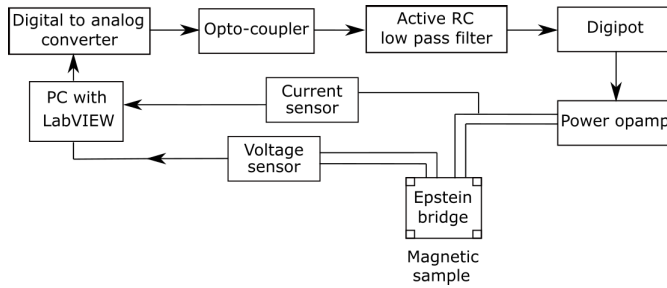 Digital to analog
converter
Opto-coupler
Active RC
low pass filter
Digipot
PC with
LabVIEW
Current
sensor
Power opamp
Voltage
sensor
Epstein
bridge
Magnetic
sample